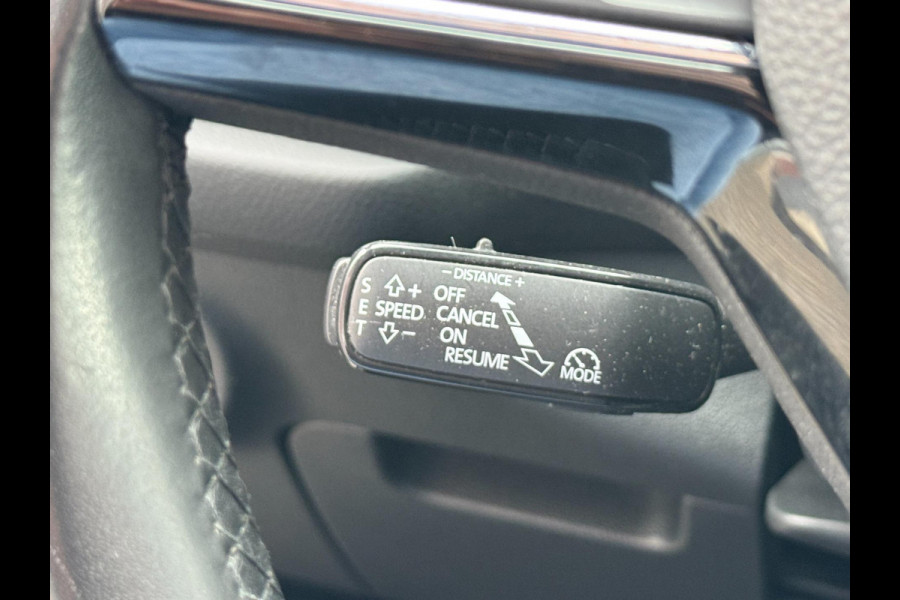 – DISTANCE +
S + OFF
E SPEED CANCEL
T – ON
RESUME
MODE